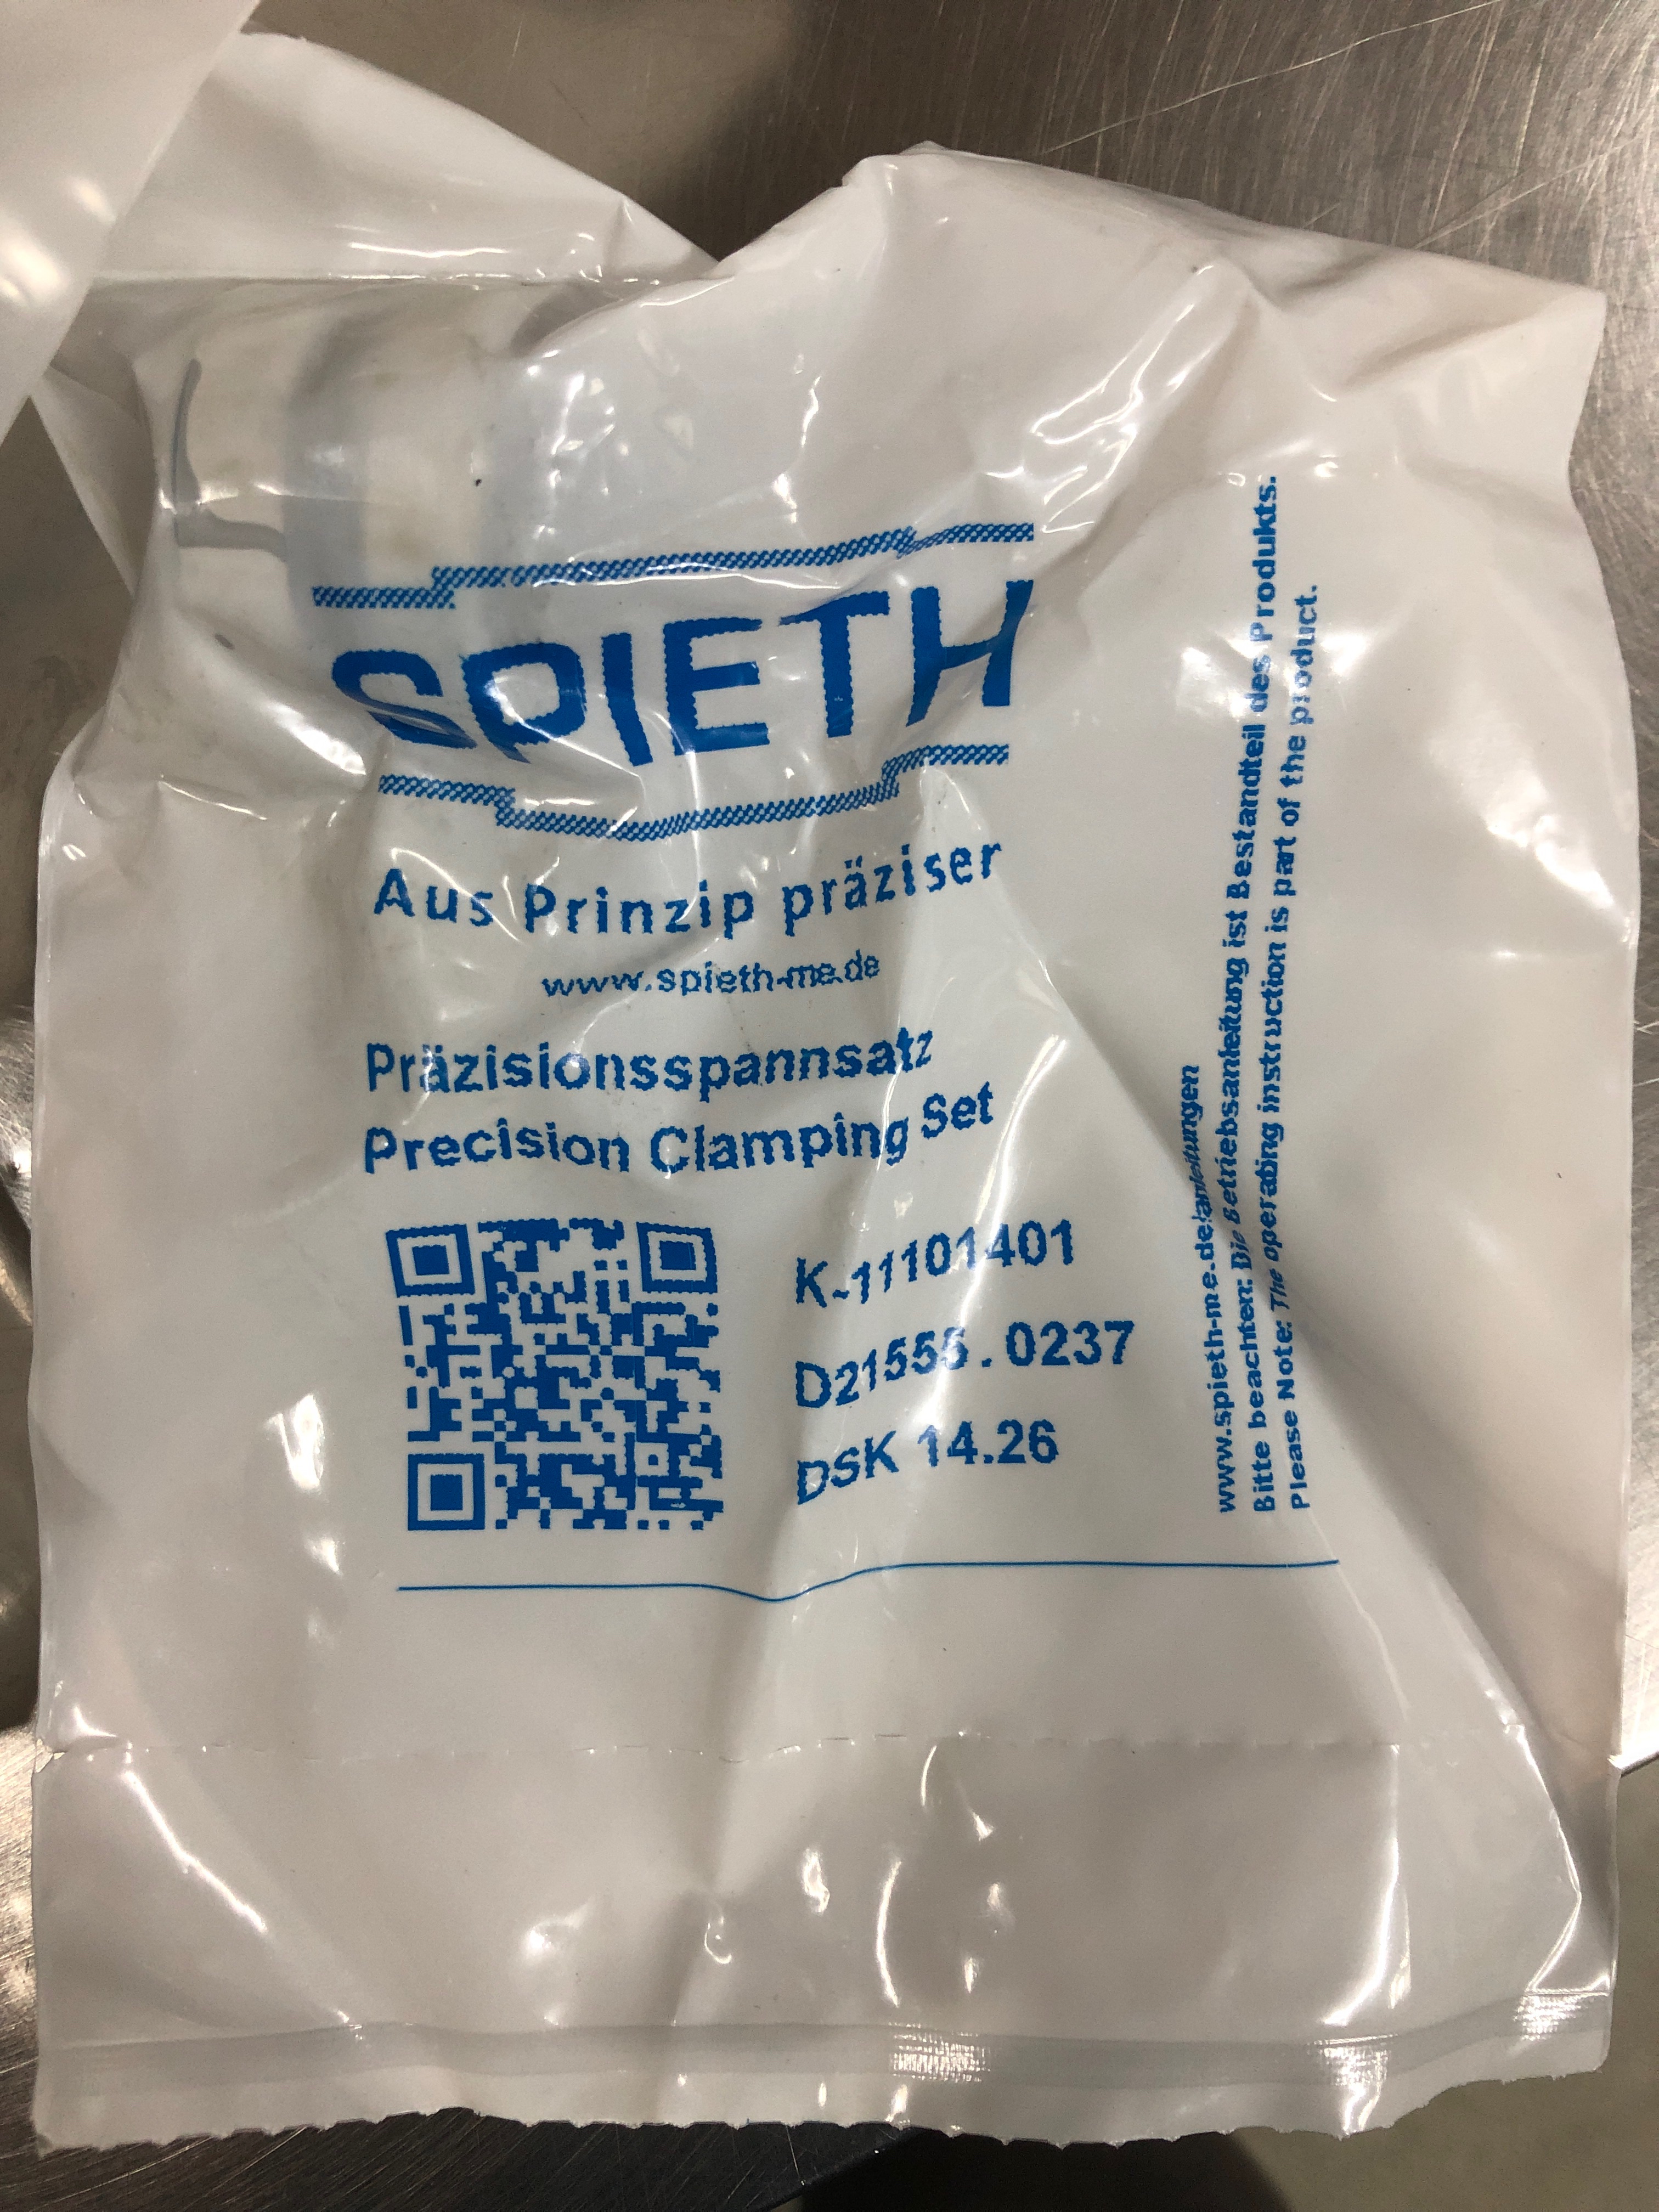 SPIETH
Aus Prinzip präziser
www.spieth-me.de
Präzisionsspannsatz
Precision Clamping Set
K-11101401
D21555.0237
DSK 14.26
www.spieth-me.de/anleitungen
Bitte beachten: Die Betriebsanleitung ist Bestandteil des Produkts.
Please Note: The operating instruction is part of the product.